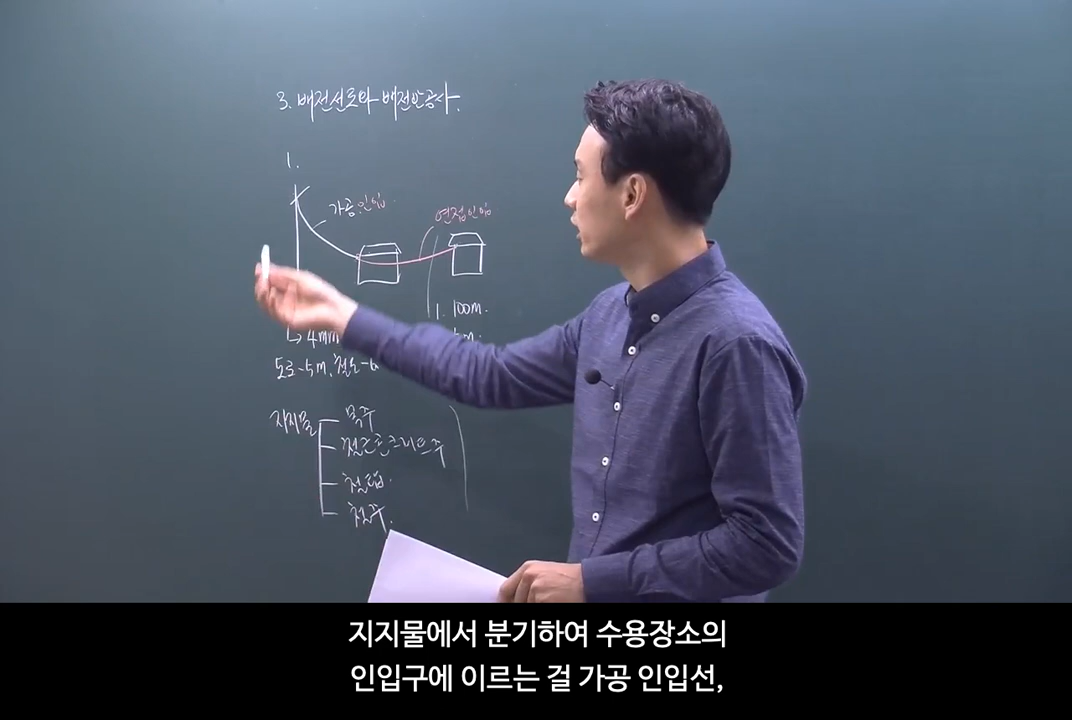 3. 배전선로와 배전반공사.
1.
가공인입
연접인입
1. 100m.
↳ 4mm
5m.
도로~5m, 철도~6
지지물
목주
철근콘크리트주
철탑.
철주.
지지물에서 분기하여 수용장소의
인입구에 이르는 걸 가공 인입선,